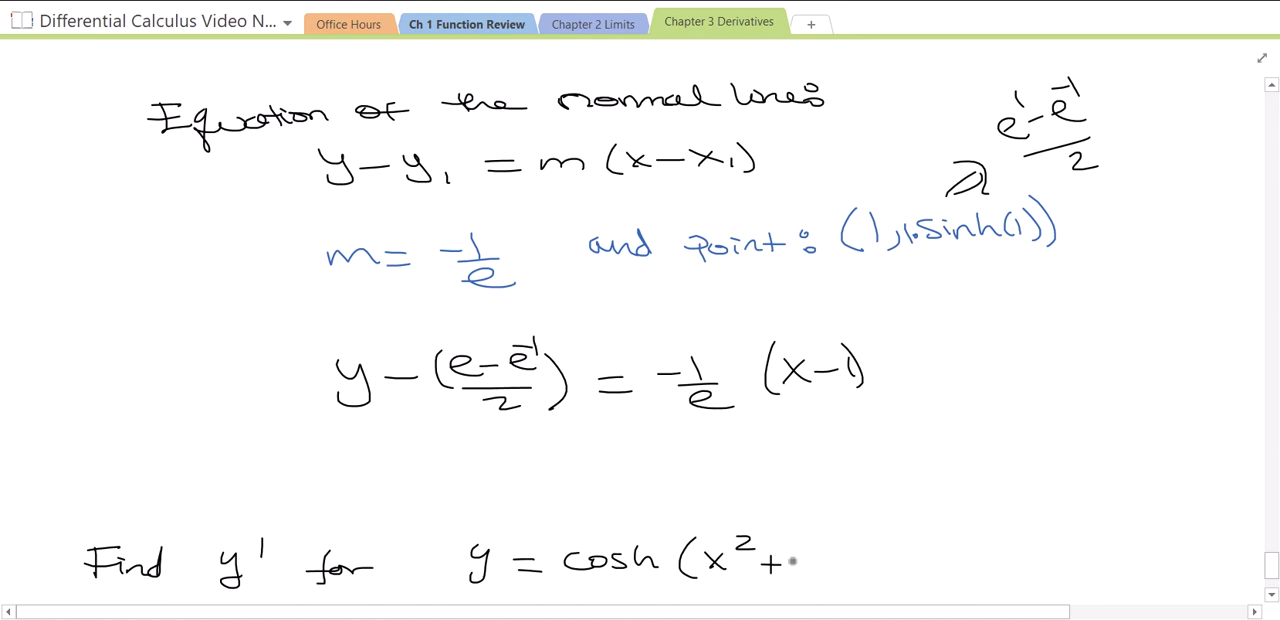 Differential Calculus Video N...
Office Hours
Ch 1 Function Review
Chapter 2 Limits
Chapter 3 Derivatives
+
Equation of the normal line:
y - y₁ = m (x - x₁)
e¹ - e⁻¹ / 2
m = -1/e and point: (1, 1·sinh(1))
y - (e - e⁻¹ / 2) = -1/e (x - 1)
Find y' for y = cosh (x² +